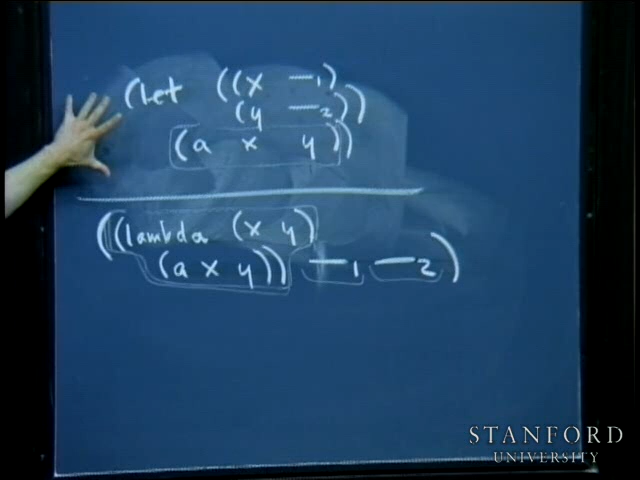 (let ((x —1)
(y —2))
(a x y))
((lambda (x y)
(a x y)) —1 —2)
STANFORD
UNIVERSITY